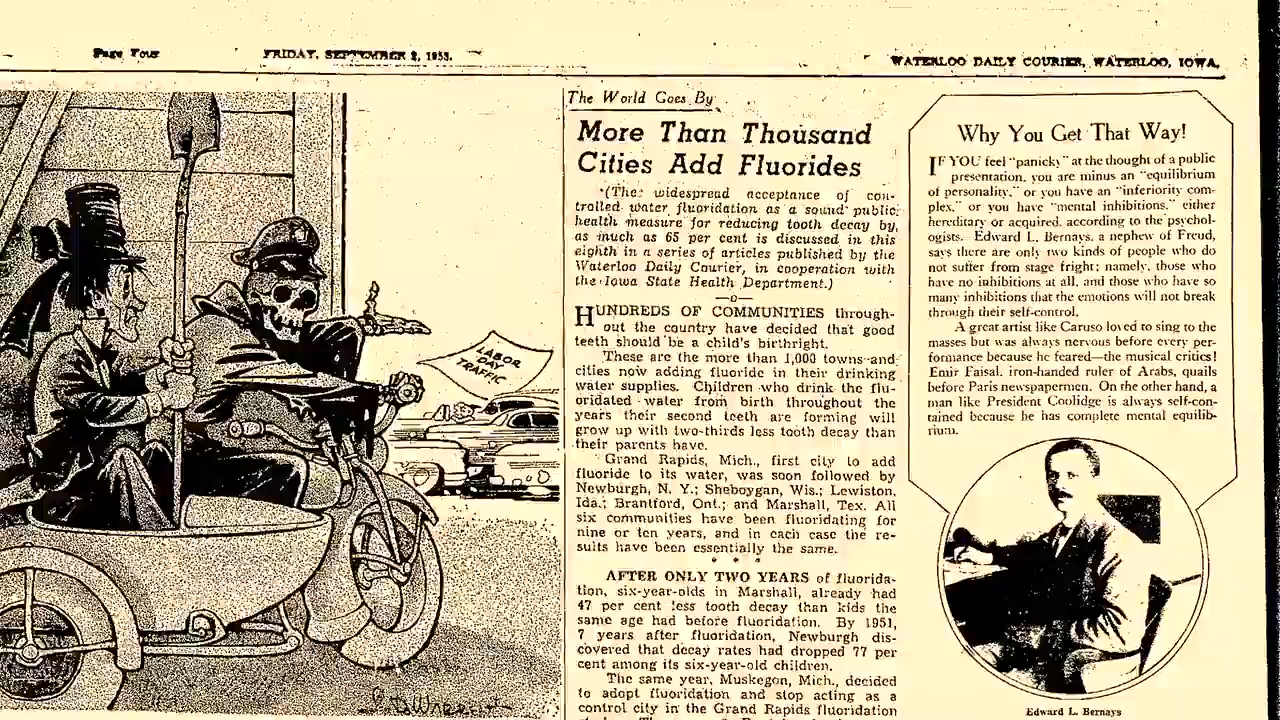 Page Four
FRIDAY, SEPTEMBER 2, 1955.
WATERLOO DAILY COURIER, WATERLOO, IOWA.
LABOR
DAY
TRAFFIC
The World Goes By
More Than Thousand
Cities Add Fluorides
(The widespread acceptance of con-
trolled water fluoridation as a sound public
health measure for reducing tooth decay by,
as much as 65 per cent is discussed in this
eighth in a series of articles published by the
Waterloo Daily Courier, in cooperation with
the Iowa State Health Department.)
—o—
HUNDREDS OF COMMUNITIES through-
out the country have decided that good
teeth should be a child's birthright.
These are the more than 1,000 towns and
cities now adding fluoride in their drinking
water supplies. Children who drink the flu-
oridated water from birth throughout the
years their second teeth are forming will
grow up with two-thirds less tooth decay than
their parents have.
Grand Rapids, Mich., first city to add
fluoride to its water, was soon followed by
Newburgh, N. Y.; Sheboygan, Wis.; Lewiston,
Ida.; Brantford, Ont.; and Marshall, Tex. All
six communities have been fluoridating for
nine or ten years, and in each case the re-
sults have been essentially the same.
* * *
AFTER ONLY TWO YEARS of fluorida-
tion, six-year-olds in Marshall, already had
47 per cent less tooth decay than kids the
same age had before fluoridation. By 1951,
7 years after fluoridation, Newburgh dis-
covered that decay rates had dropped 77 per
cent among its six-year-old children.
The same year, Muskegon, Mich., decided
to adopt fluoridation and stop acting as a
control city in the Grand Rapids fluoridation
Why You Get That Way!
IF YOU feel "panicky" at the thought of a public
presentation, you are minus an "equilibrium
of personality," or you have an "inferiority com-
plex," or you have "mental inhibitions," either
hereditary or acquired, according to the psychol-
ogists. Edward L. Bernays, a nephew of Freud,
says there are only two kinds of people who do
not suffer from stage fright; namely, those who
have no inhibitions at all, and those who have so
many inhibitions that the emotions will not break
through their self-control.
A great artist like Caruso loved to sing to the
masses but was always nervous before every per-
formance because he feared—the musical critics!
Emir Faisal, iron-handed ruler of Arabs, quails
before Paris newspapermen. On the other hand, a
man like President Coolidge is always self-con-
tained because he has complete mental equilib-
rium.
Edward L. Bernays